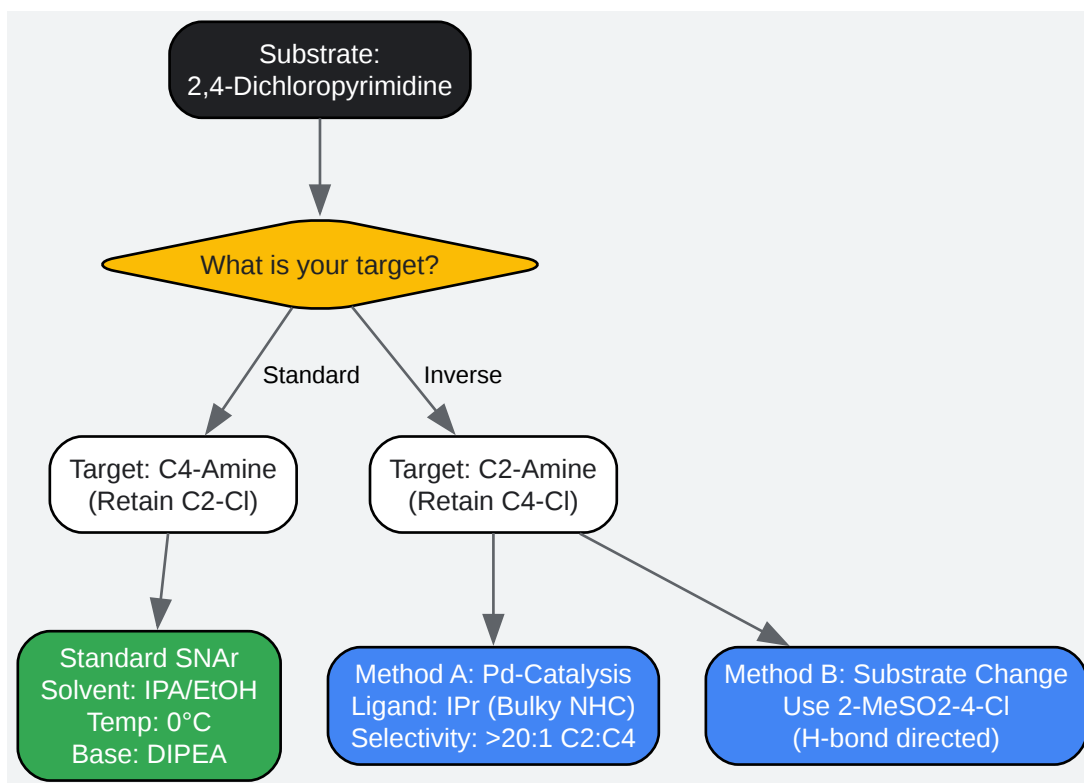 Substrate:
2,4-Dichloropyrimidine
What is your target?
Standard
Inverse
Target: C4-Amine
(Retain C2-Cl)
Target: C2-Amine
(Retain C4-Cl)
Standard SNAr
Solvent: IPA/EtOH
Temp: 0°C
Base: DIPEA
Method A: Pd-Catalysis
Ligand: IPr (Bulky NHC)
Selectivity: >20:1 C2:C4
Method B: Substrate Change
Use 2-MeSO2-4-Cl
(H-bond directed)